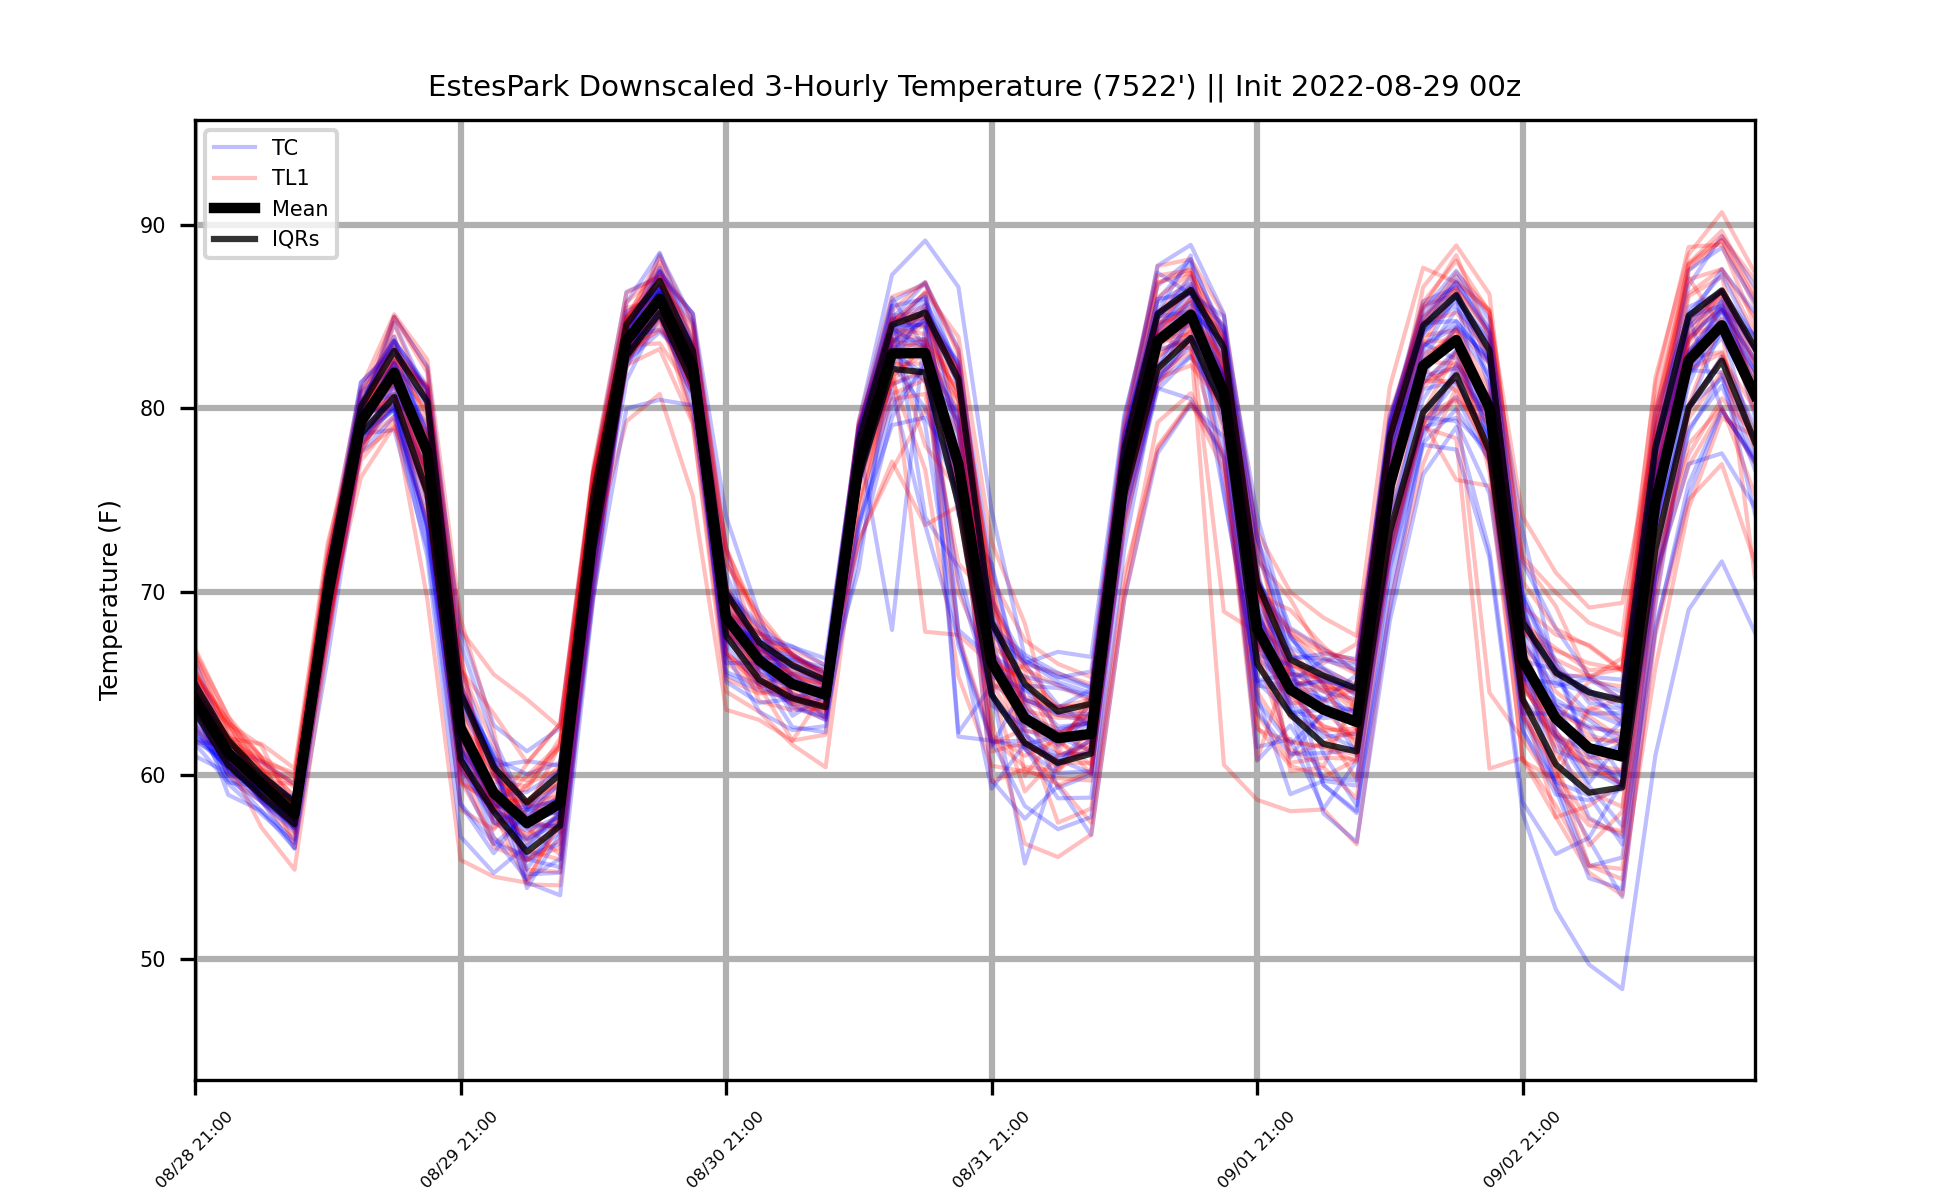 EstesPark Downscaled 3-Hourly Temperature (7522') || Init 2022-08-29 00z
TC
TL1
Mean
IQRs
Temperature (F)
90
80
70
60
50
08/28 21:00
08/29 21:00
08/30 21:00
08/31 21:00
09/01 21:00
09/02 21:00